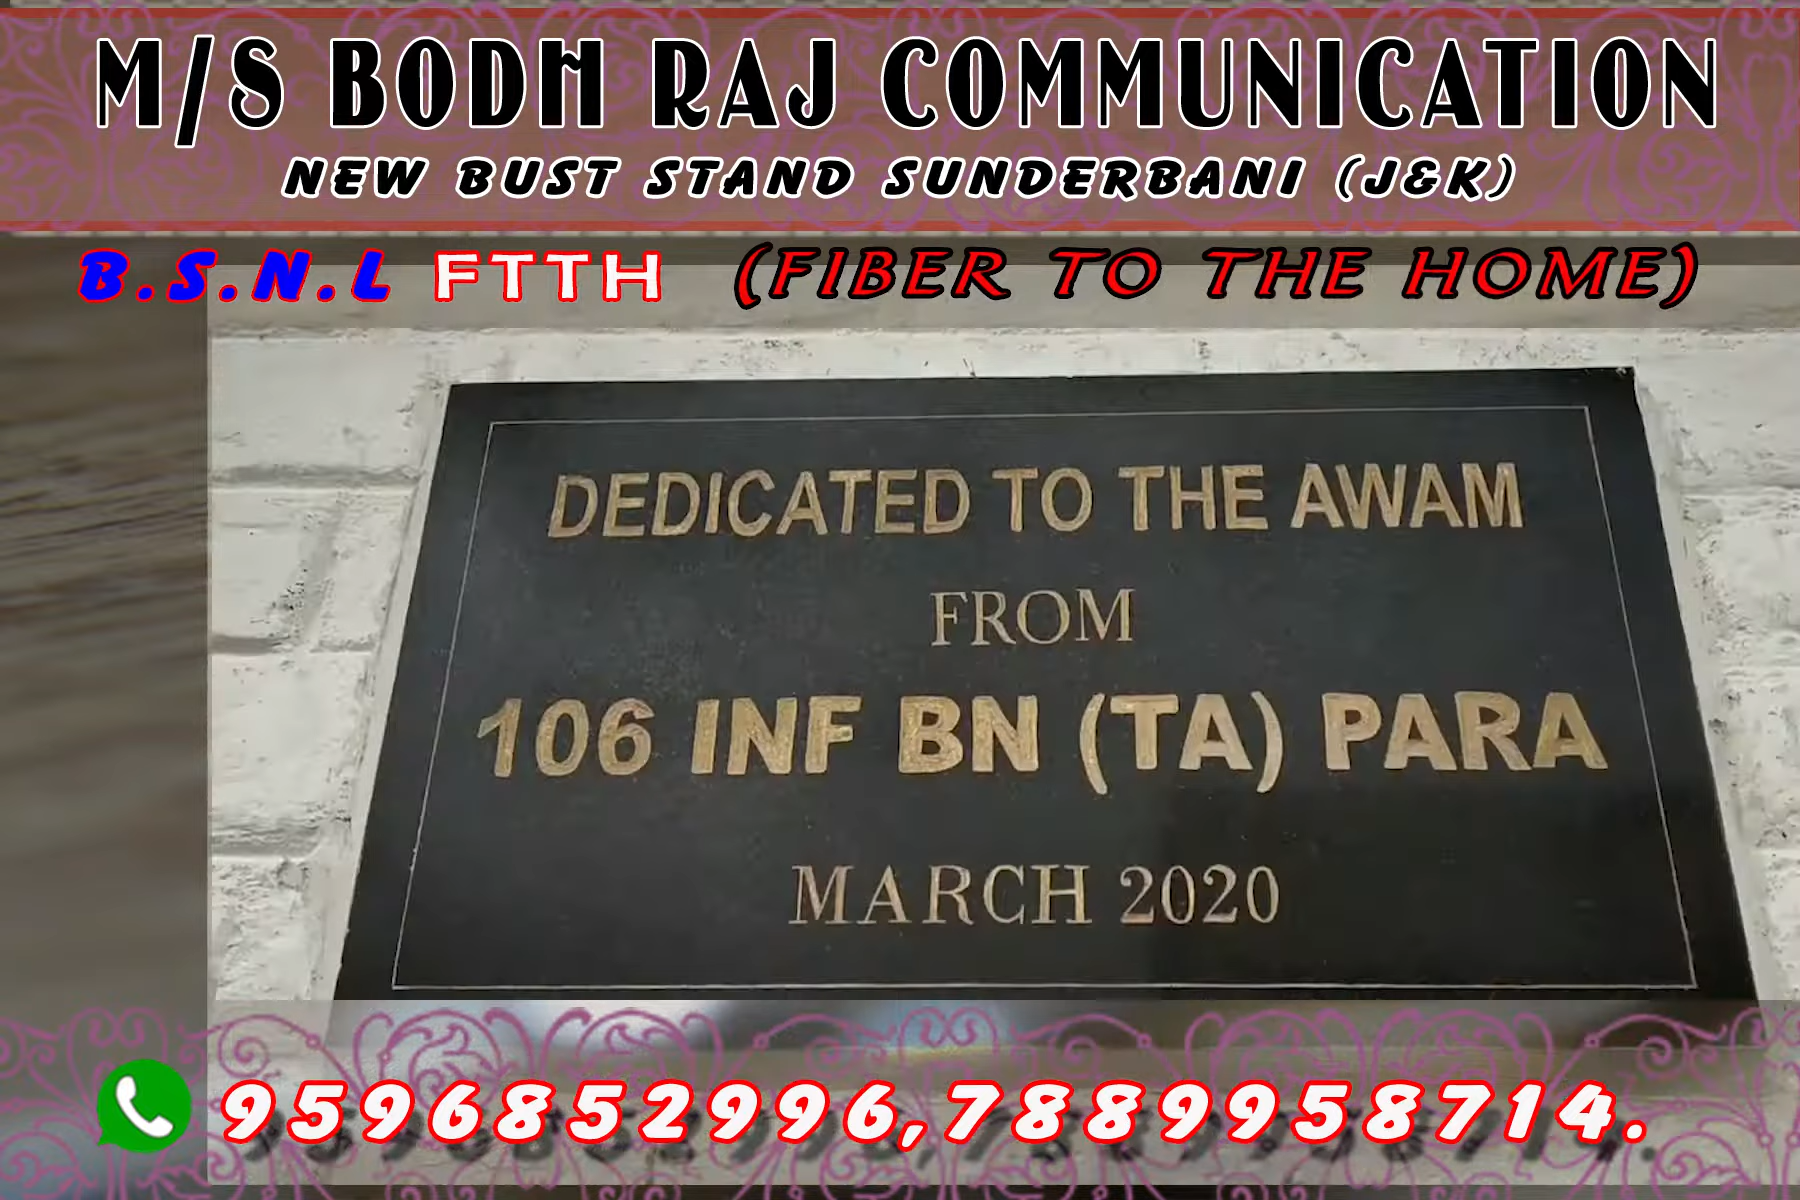 M/S BODH RAJ COMMUNICATION
NEW BUST STAND SUNDERBANI (J&K)
B.S.N.L FTTH (FIBER TO THE HOME)
DEDICATED TO THE AWAM
FROM
106 INF BN (TA) PARA
MARCH 2020
9596852996,7889958714.